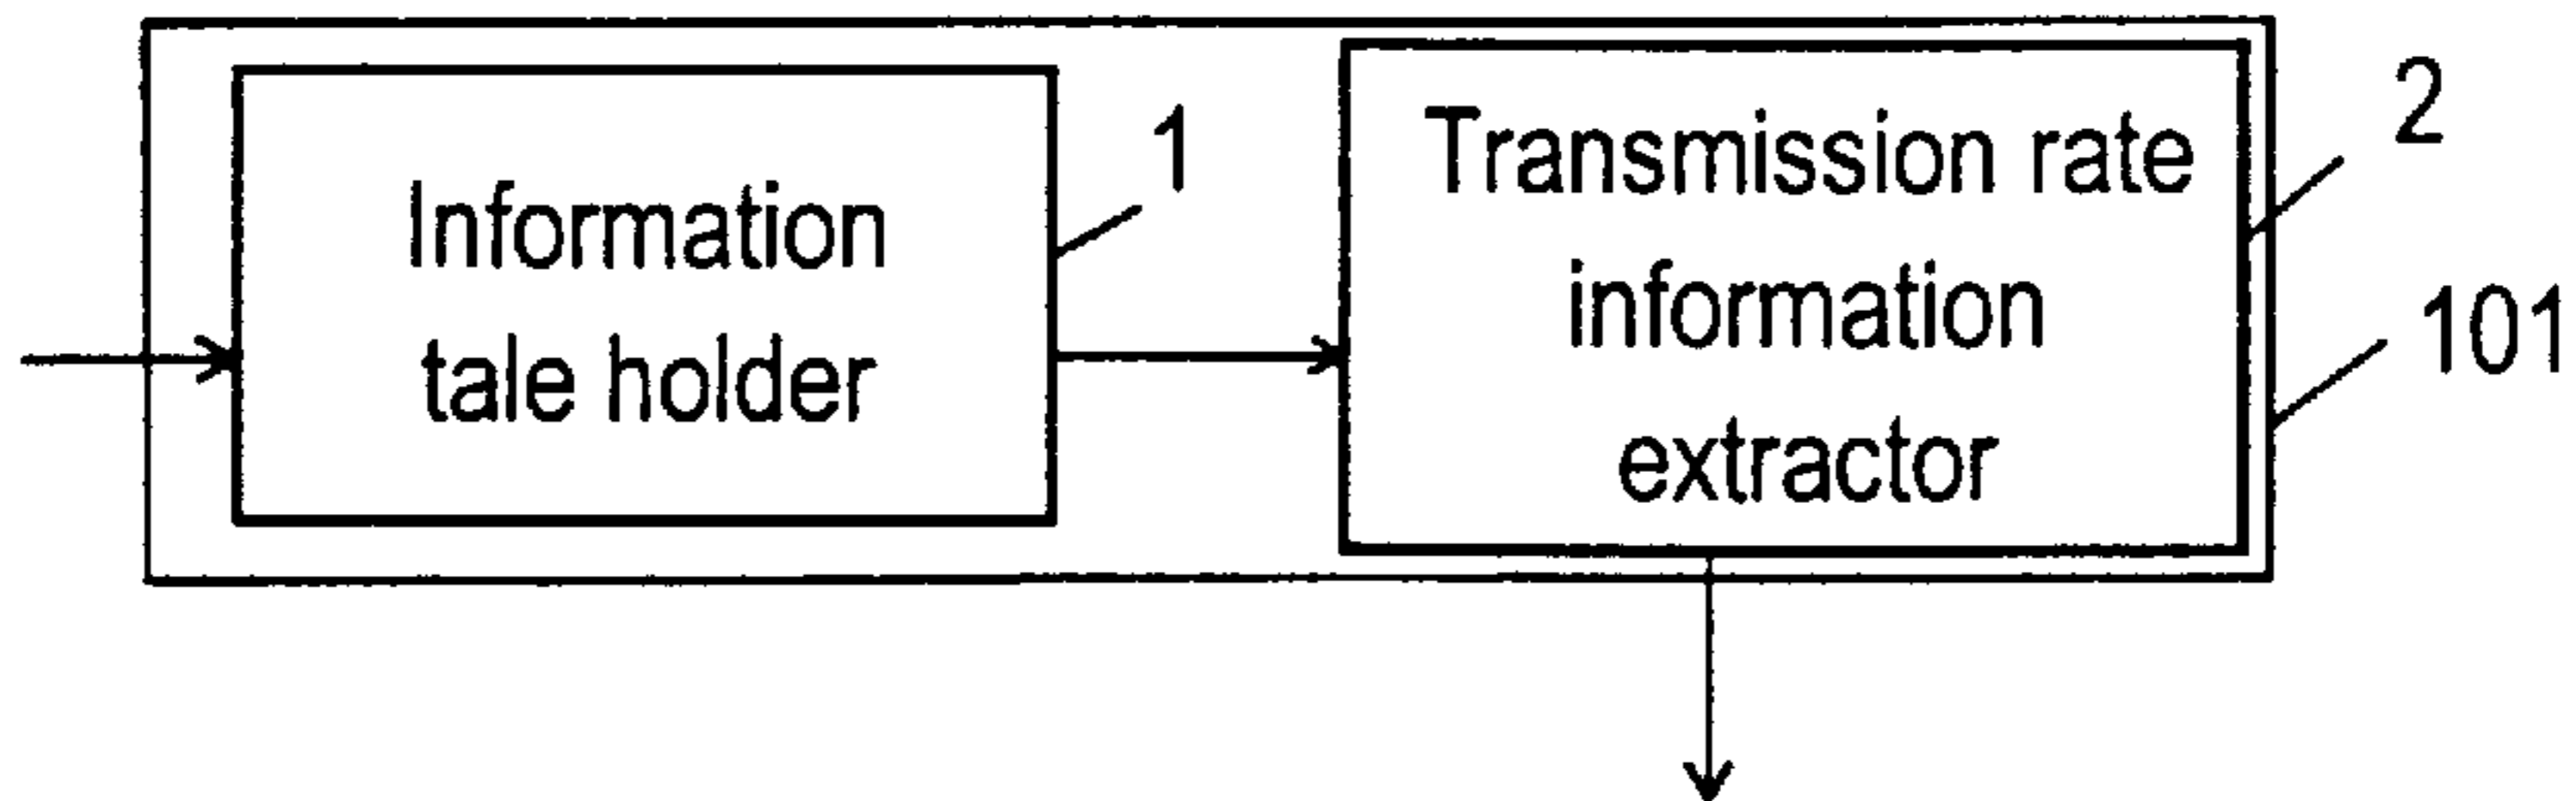 Information
tale holder
1
Transmission rate
information
extractor
2
101